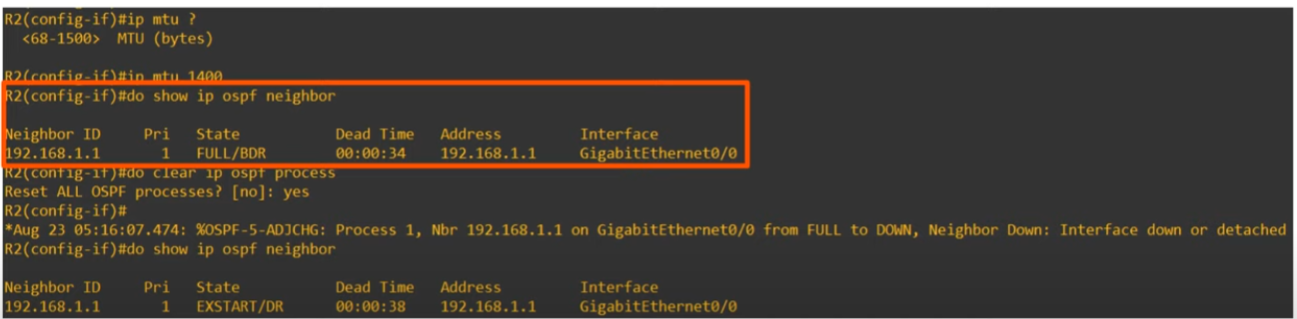 R2(config-if)#ip mtu ?
<68-1500> MTU (bytes)
R2(config-if)#ip mtu 1400
R2(config-if)#do show ip ospf neighbor
Neighbor ID Pri State Dead Time Address Interface
192.168.1.1 1 FULL/BDR 00:00:34 192.168.1.1 GigabitEthernet0/0
R2(config-if)#do clear ip ospf process
Reset ALL OSPF processes? [no]: yes
R2(config-if)#
*Aug 23 05:16:07.474: %OSPF-5-ADJCHG: Process 1, Nbr 192.168.1.1 on GigabitEthernet0/0 from FULL to DOWN, Neighbor Down: Interface down or detached
R2(config-if)#do show ip ospf neighbor
Neighbor ID Pri State Dead Time Address Interface
192.168.1.1 1 EXSTART/DR 00:00:38 192.168.1.1 GigabitEthernet0/0